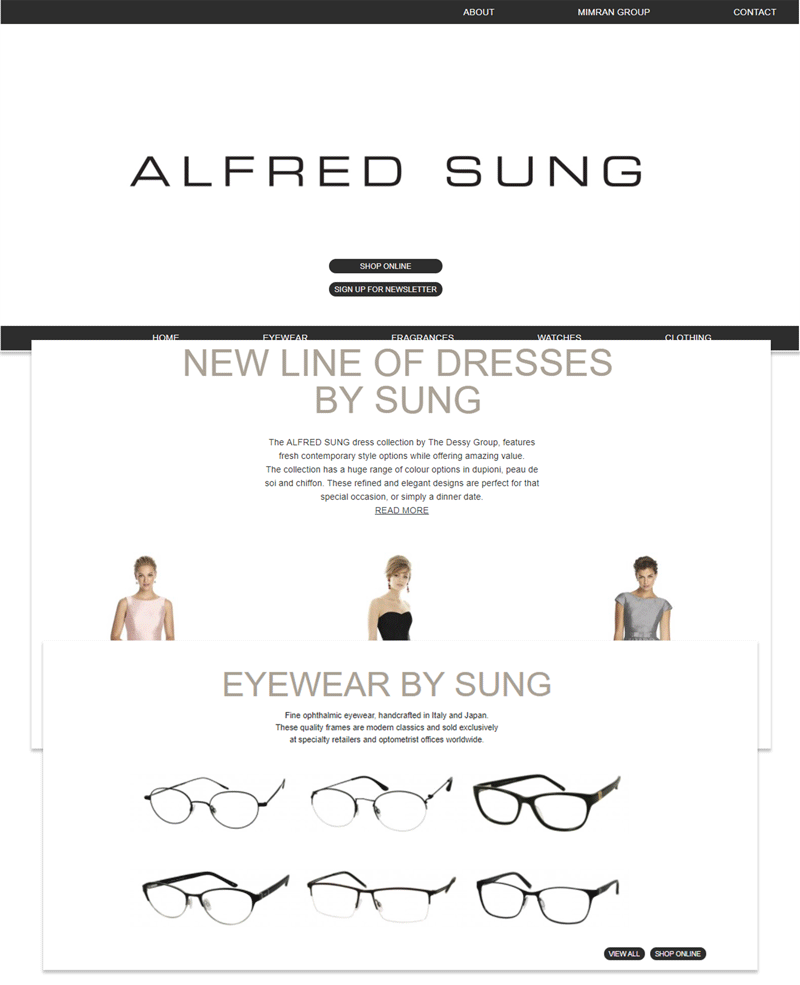 ABOUT MIMRAN GROUP CONTACT
ALFRED SUNG
SHOP ONLINE
SIGN UP FOR NEWSLETTER
HOME EYEWEAR FRAGRANCES WATCHES CLOTHING
NEW LINE OF DRESSES
BY SUNG
The ALFRED SUNG dress collection by The Dessy Group, features
fresh contemporary style options while offering amazing value.
The collection has a huge range of colour options in dupioni, peau de
soi and chiffon. These refined and elegant designs are perfect for that
special occasion, or simply a dinner date.
READ MORE
EYEWEAR BY SUNG
Fine ophthalmic eyewear, handcrafted in Italy and Japan.
These quality frames are modern classics and sold exclusively
at specialty retailers and optometrist offices worldwide.
VIEW ALL SHOP ONLINE